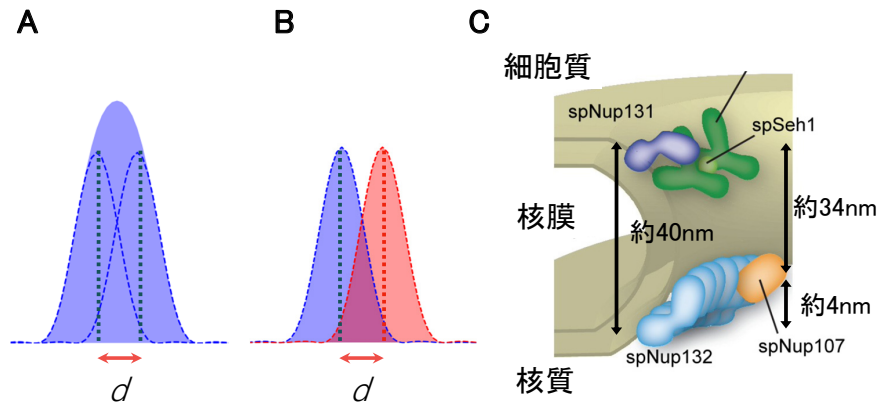 A
B
C
d
d
細胞質
spNup131
spSeh1
核膜
約40nm
約34nm
約4nm
spNup132
spNup107
核質